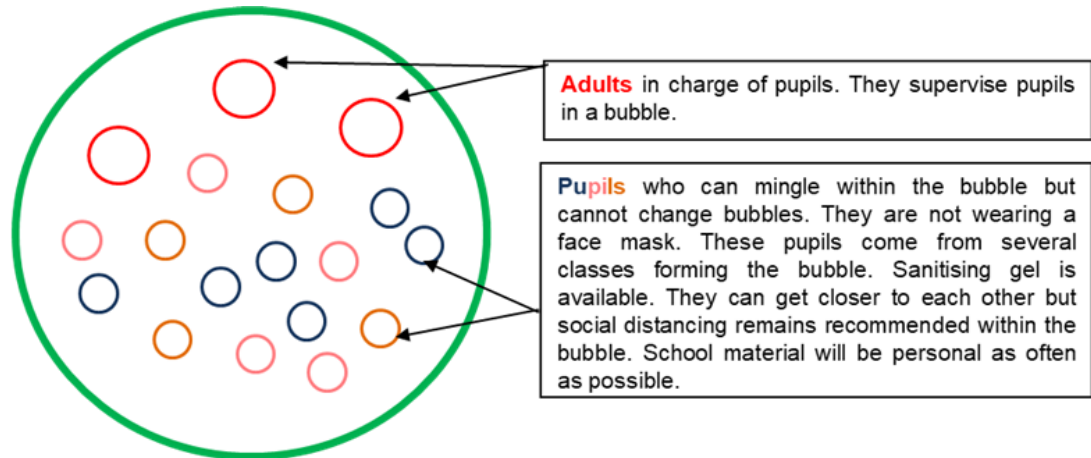 Adults in charge of pupils. They supervise pupils
in a bubble.
Pupils who can mingle within the bubble but
cannot change bubbles. They are not wearing a
face mask. These pupils come from several
classes forming the bubble. Sanitising gel is
available. They can get closer to each other but
social distancing remains recommended within the
bubble. School material will be personal as often
as possible.